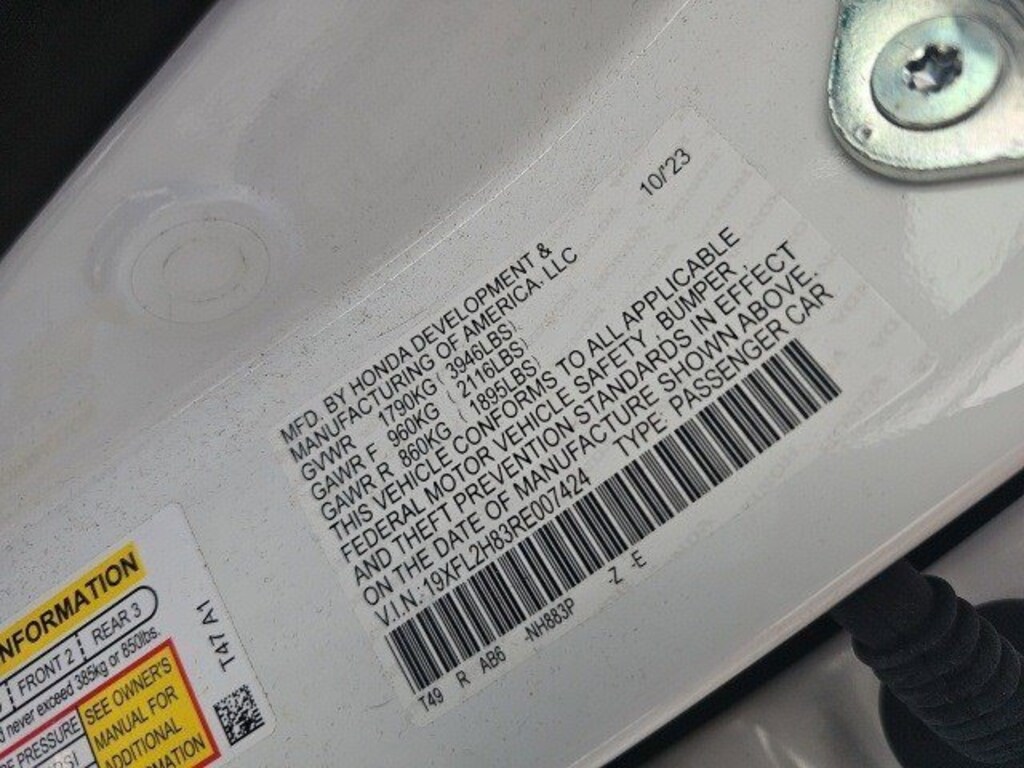 10/'23
MFD. BY HONDA DEVELOPMENT &
MANUFACTURING OF AMERICA. LLC
GVWR 1790KG ( 3946LBS)
GAWR F 960KG ( 2116LBS)
GAWR R 860KG ( 1895LBS)
THIS VEHICLE CONFORMS TO ALL APPLICABLE
FEDERAL MOTOR VEHICLE SAFETY, BUMPER,
AND THEFT PREVENTION STANDARDS IN EFFECT
ON THE DATE OF MANUFACTURE SHOWN ABOVE.
V.I.N.:19XFL2H83RE007424 TYPE PASSENGER CAR
T49 R AB6 -NH883P -Z -E
FRONT 2 REAR 3
never exceed 385kg or 850lbs.
PRESSURE
SEE OWNER'S
MANUAL FOR
ADDITIONAL
T47 A1